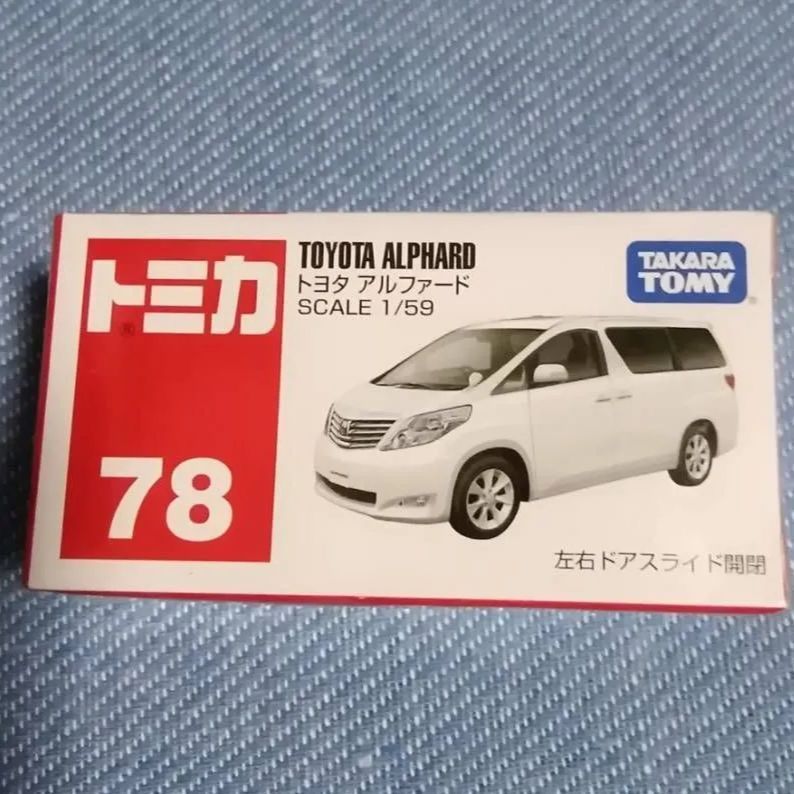 トミカ
78
TOYOTA ALPHARD
トヨタ アルファード
SCALE 1/59
TAKARA
TOMY
左右ドアスライド開閉